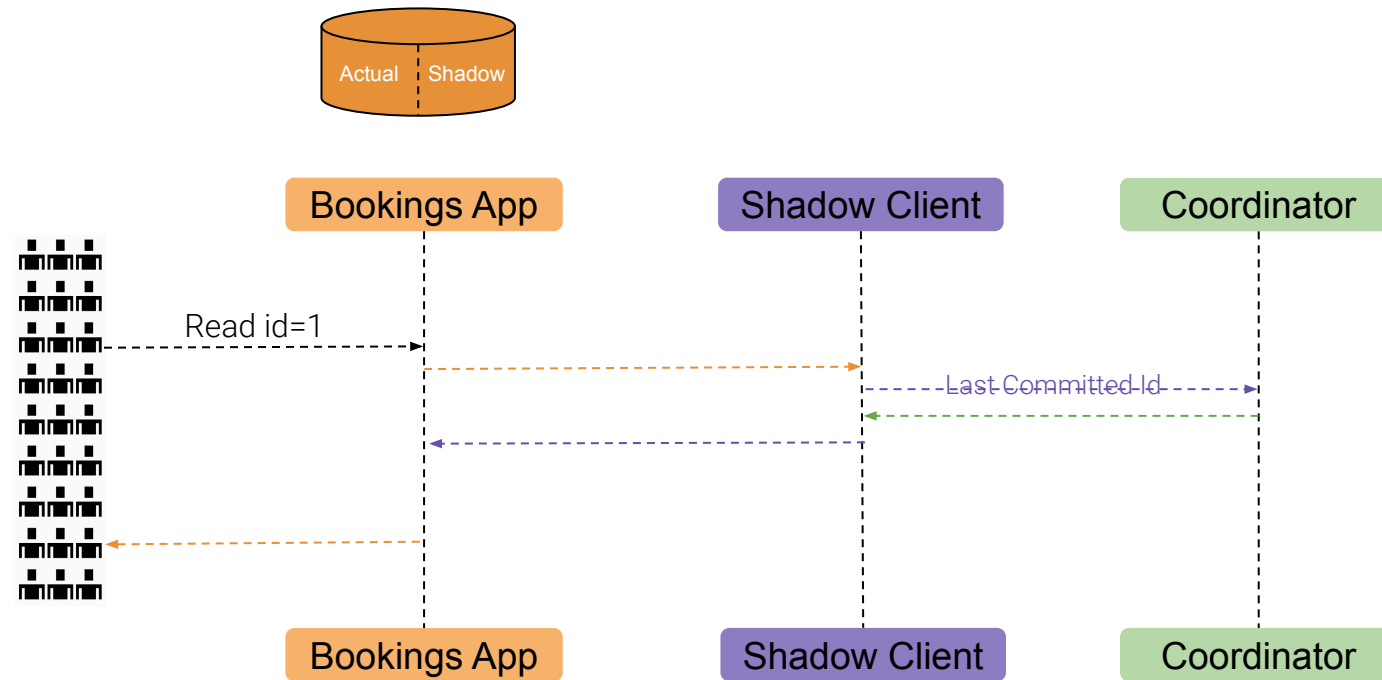 Actual
Shadow
Bookings App
Shadow Client
Coordinator
Read id=1
Last Committed Id
Bookings App
Shadow Client
Coordinator